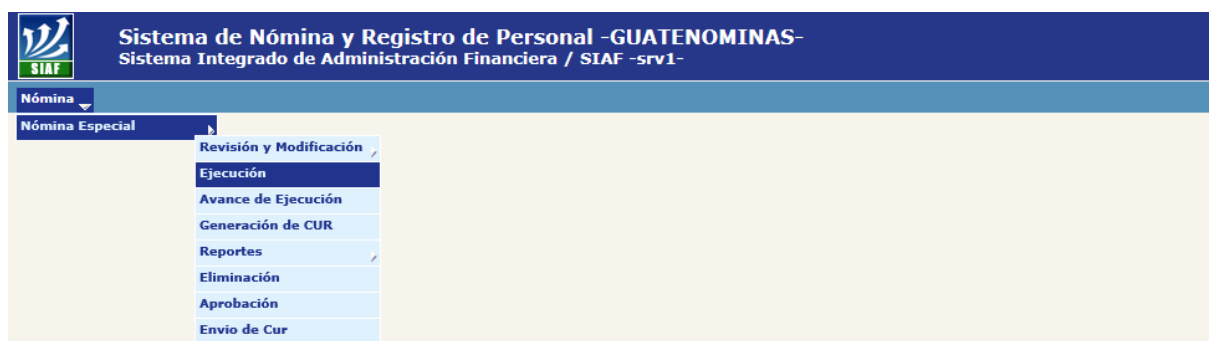 SIAF
Sistema de Nómina y Registro de Personal -GUATENOMINAS-
Sistema Integrado de Administración Financiera / SIAF -srv1-
Nómina
Nómina Especial
Revisión y Modificación
Ejecución
Avance de Ejecución
Generación de CUR
Reportes
Eliminación
Aprobación
Envio de Cur